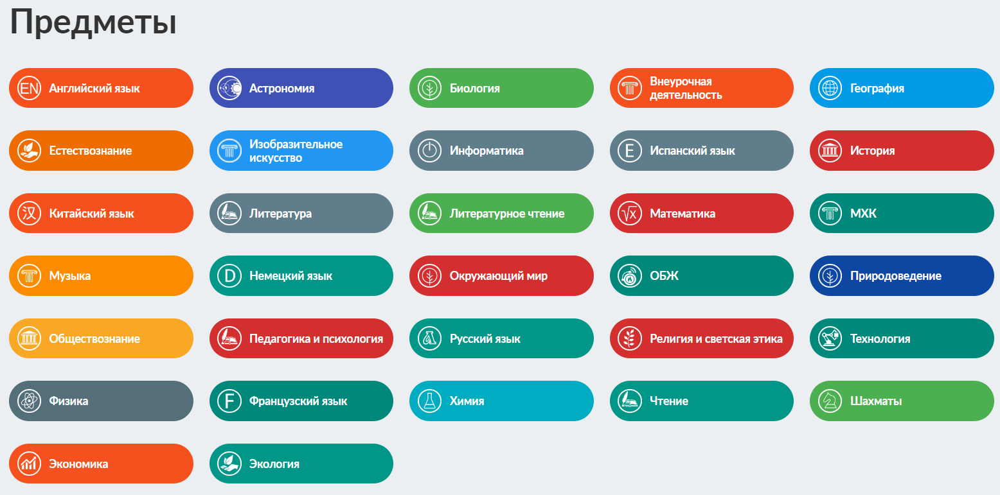 Предметы
EN Английский язык
Астрономия
Биология
Внеурочная
деятельность
География
Естествознание
Изобразительное
искусство
Информатика
E Испанский язык
История
汉 Китайский язык
Литература
Литературное чтение
√x Математика
МХК
Музыка
D Немецкий язык
Окружающий мир
ОБЖ
Природоведение
Обществознание
Педагогика и психология
Русский язык
Религия и светская этика
Технология
Физика
F Французский язык
Химия
Чтение
Шахматы
Экономика
Экология